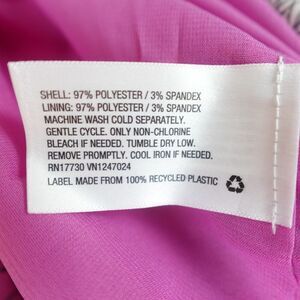 SHELL: 97% POLYESTER / 3% SPANDEX
LINING: 97% POLYESTER / 3% SPANDEX
MACHINE WASH COLD SEPARATELY.
GENTLE CYCLE. ONLY NON-CHLORINE
BLEACH IF NEEDED. TUMBLE DRY LOW.
REMOVE PROMPTLY. COOL IRON IF NEEDED.
RN17730 VN1247024
LABEL MADE FROM 100% RECYCLED PLASTIC